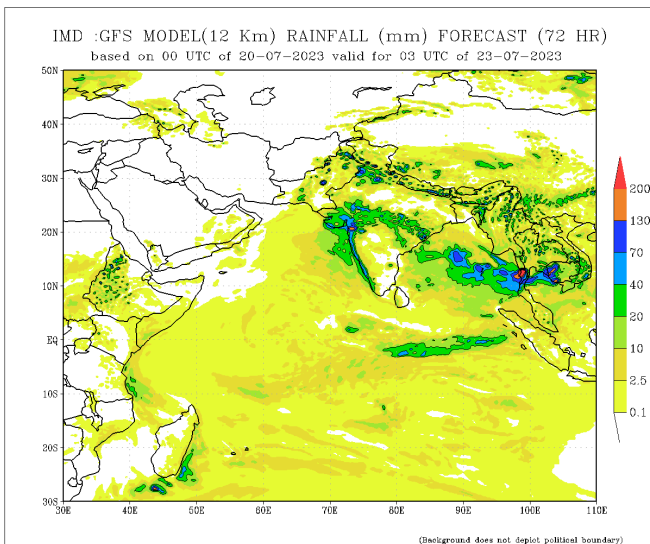 IMD :GFS MODEL(12 Km) RAINFALL (mm) FORECAST (72 HR)
based on 00 UTC of 20-07-2023 valid for 03 UTC of 23-07-2023
50N
40N
30N
20N
10N
EQ
10S
20S
30S
30E 40E 50E 60E 70E 80E 90E 100E 110E
200
130
70
40
20
10
2.5
0.1
(Background does not depict political boundary)